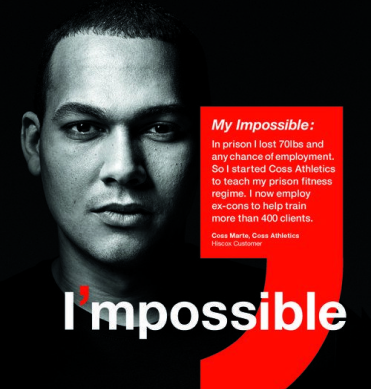 My Impossible:
In prison I lost 70lbs and
any chance of employment.
So I started Coss Athletics
to teach my prison fitness
regime. I now employ
ex-cons to help train
more than 400 clients.
Coss Marte, Coss Athletics
Hiscox Customer
I'mpossible